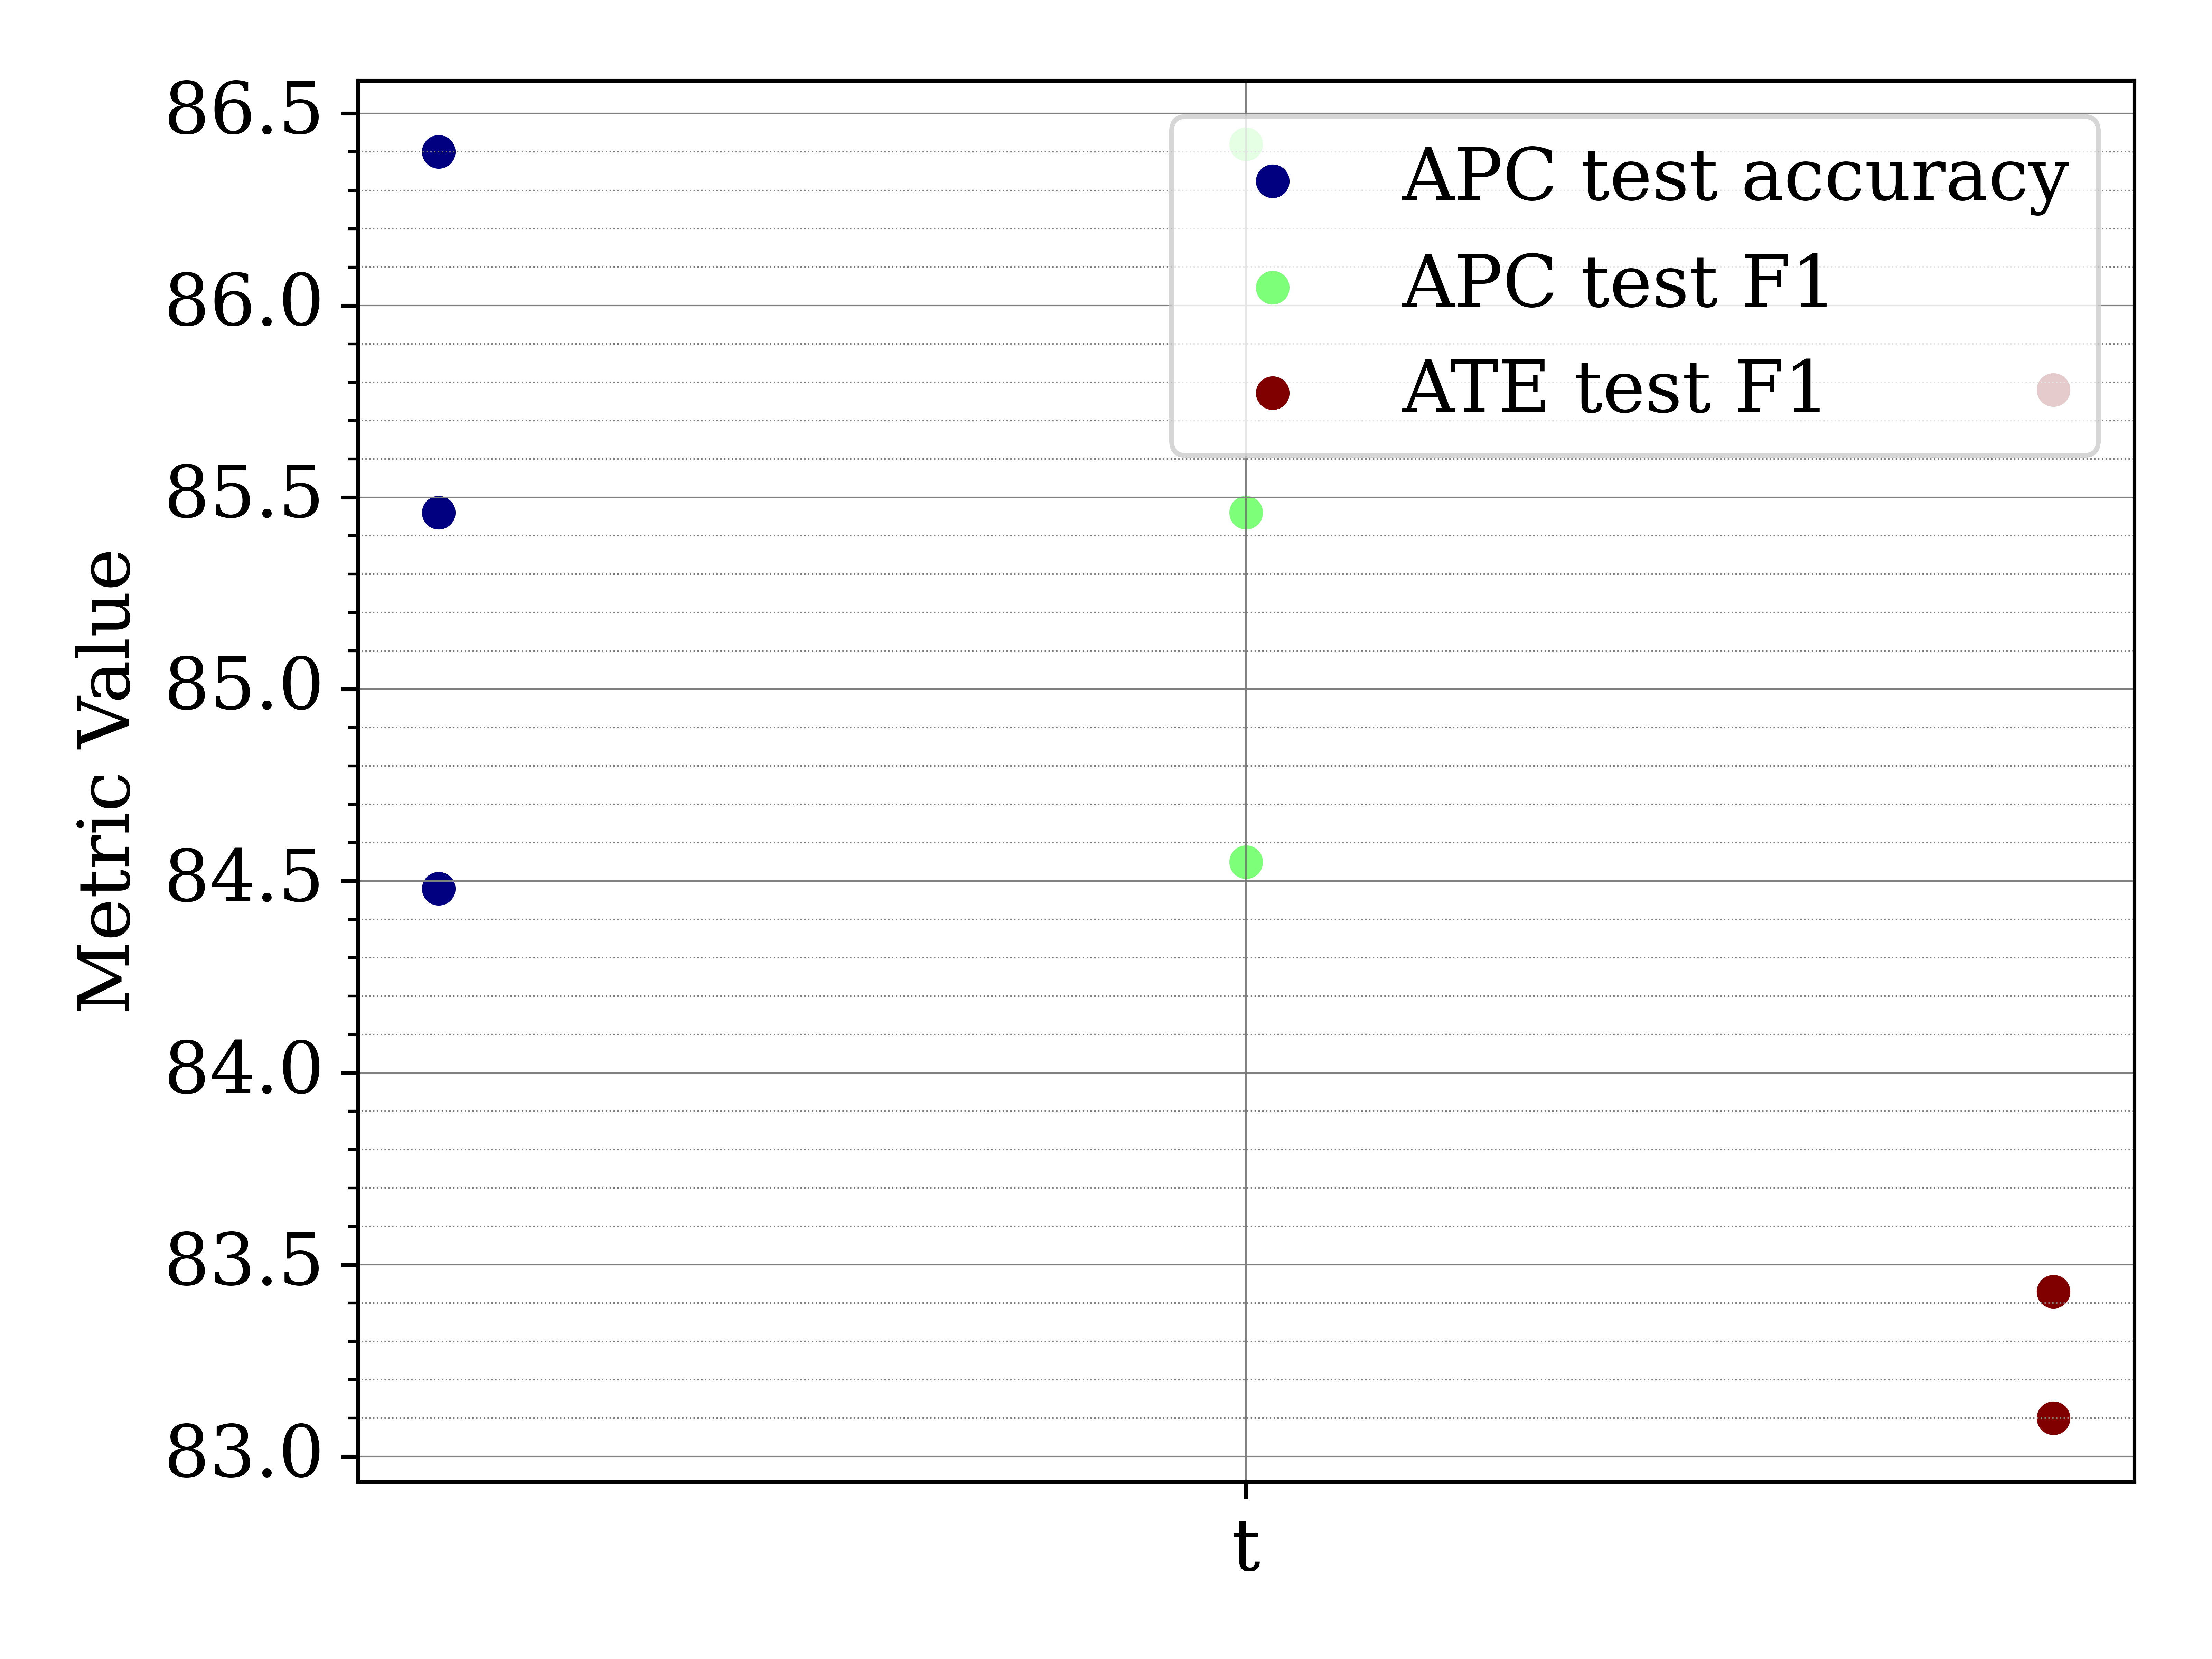 86.5
86.0
85.5
85.0
84.5
84.0
83.5
83.0
Metric Value
APC test accuracy
APC test F1
ATE test F1
t